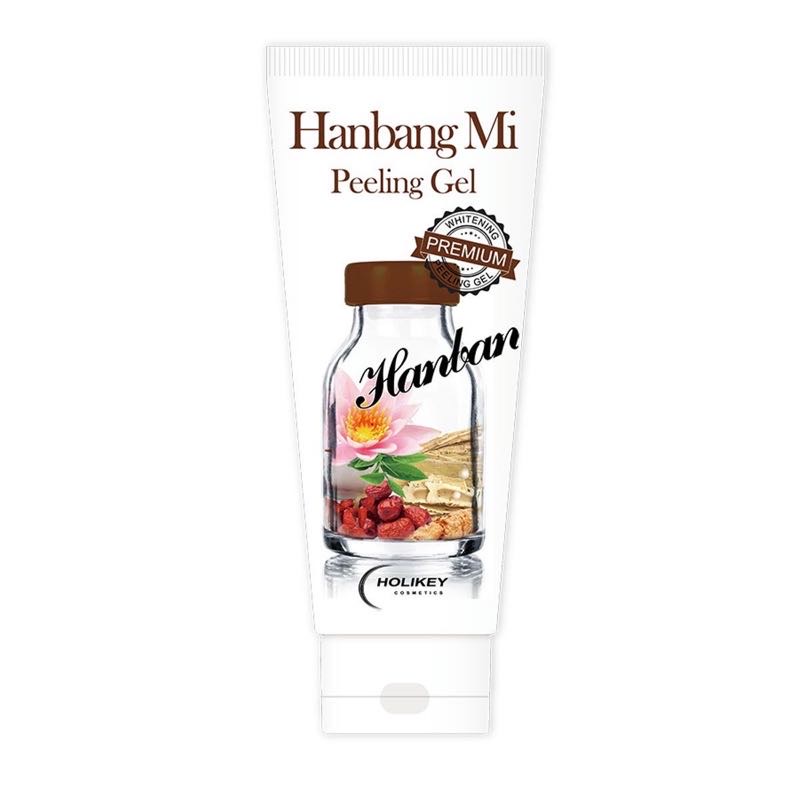 Hanbang Mi
Peeling Gel
WHITENING
PREMIUM
PEELING GEL
Hanban
HOLIKEY
COSMETICS